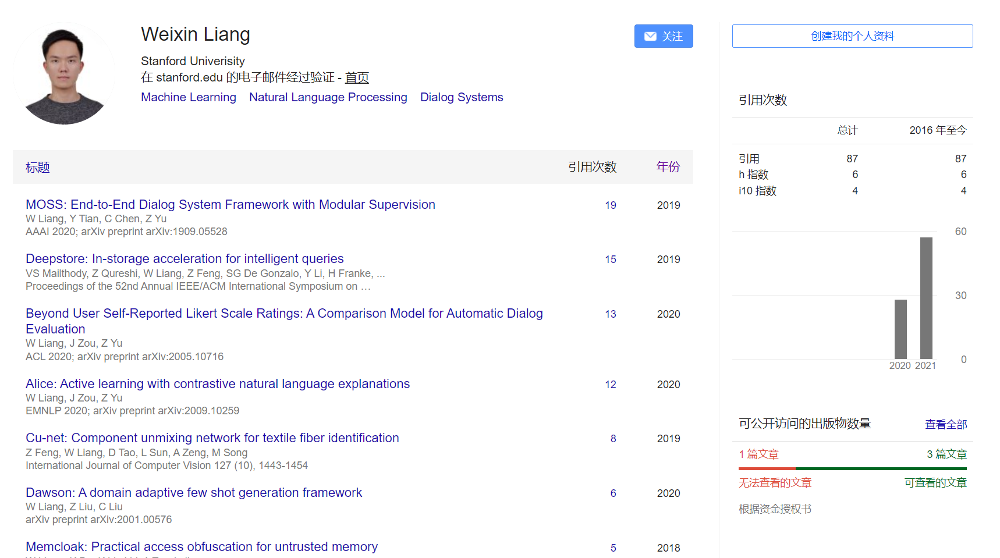 Weixin Liang
关注
Stanford Univerisity
在 stanford.edu 的电子邮件经过验证 - 首页
Machine Learning Natural Language Processing Dialog Systems
标题 引用次数 年份
MOSS: End-to-End Dialog System Framework with Modular Supervision 19 2019
W Liang, Y Tian, C Chen, Z Yu
AAAI 2020; arXiv preprint arXiv:1909.05528
Deepstore: In-storage acceleration for intelligent queries 15 2019
VS Mailthody, Z Qureshi, W Liang, Z Feng, SG De Gonzalo, Y Li, H Franke, ...
Proceedings of the 52nd Annual IEEE/ACM International Symposium on …
Beyond User Self-Reported Likert Scale Ratings: A Comparison Model for Automatic Dialog 13 2020
Evaluation
W Liang, J Zou, Z Yu
ACL 2020; arXiv preprint arXiv:2005.10716
Alice: Active learning with contrastive natural language explanations 12 2020
W Liang, J Zou, Z Yu
EMNLP 2020; arXiv preprint arXiv:2009.10259
Cu-net: Component unmixing network for textile fiber identification 8 2019
Z Feng, W Liang, D Tao, L Sun, A Zeng, M Song
International Journal of Computer Vision 127 (10), 1443-1454
Dawson: A domain adaptive few shot generation framework 6 2020
W Liang, Z Liu, C Liu
arXiv preprint arXiv:2001.00576
Memcloak: Practical access obfuscation for untrusted memory 5 2018
创建我的个人资料
引用次数
总计 2016 年至今
引用 87 87
h 指数 6 6
i10 指数 4 4
60
30
0
2020 2021
可公开访问的出版物数量 查看全部
1 篇文章 3 篇文章
无法查看的文章 可查看的文章
根据资金授权书